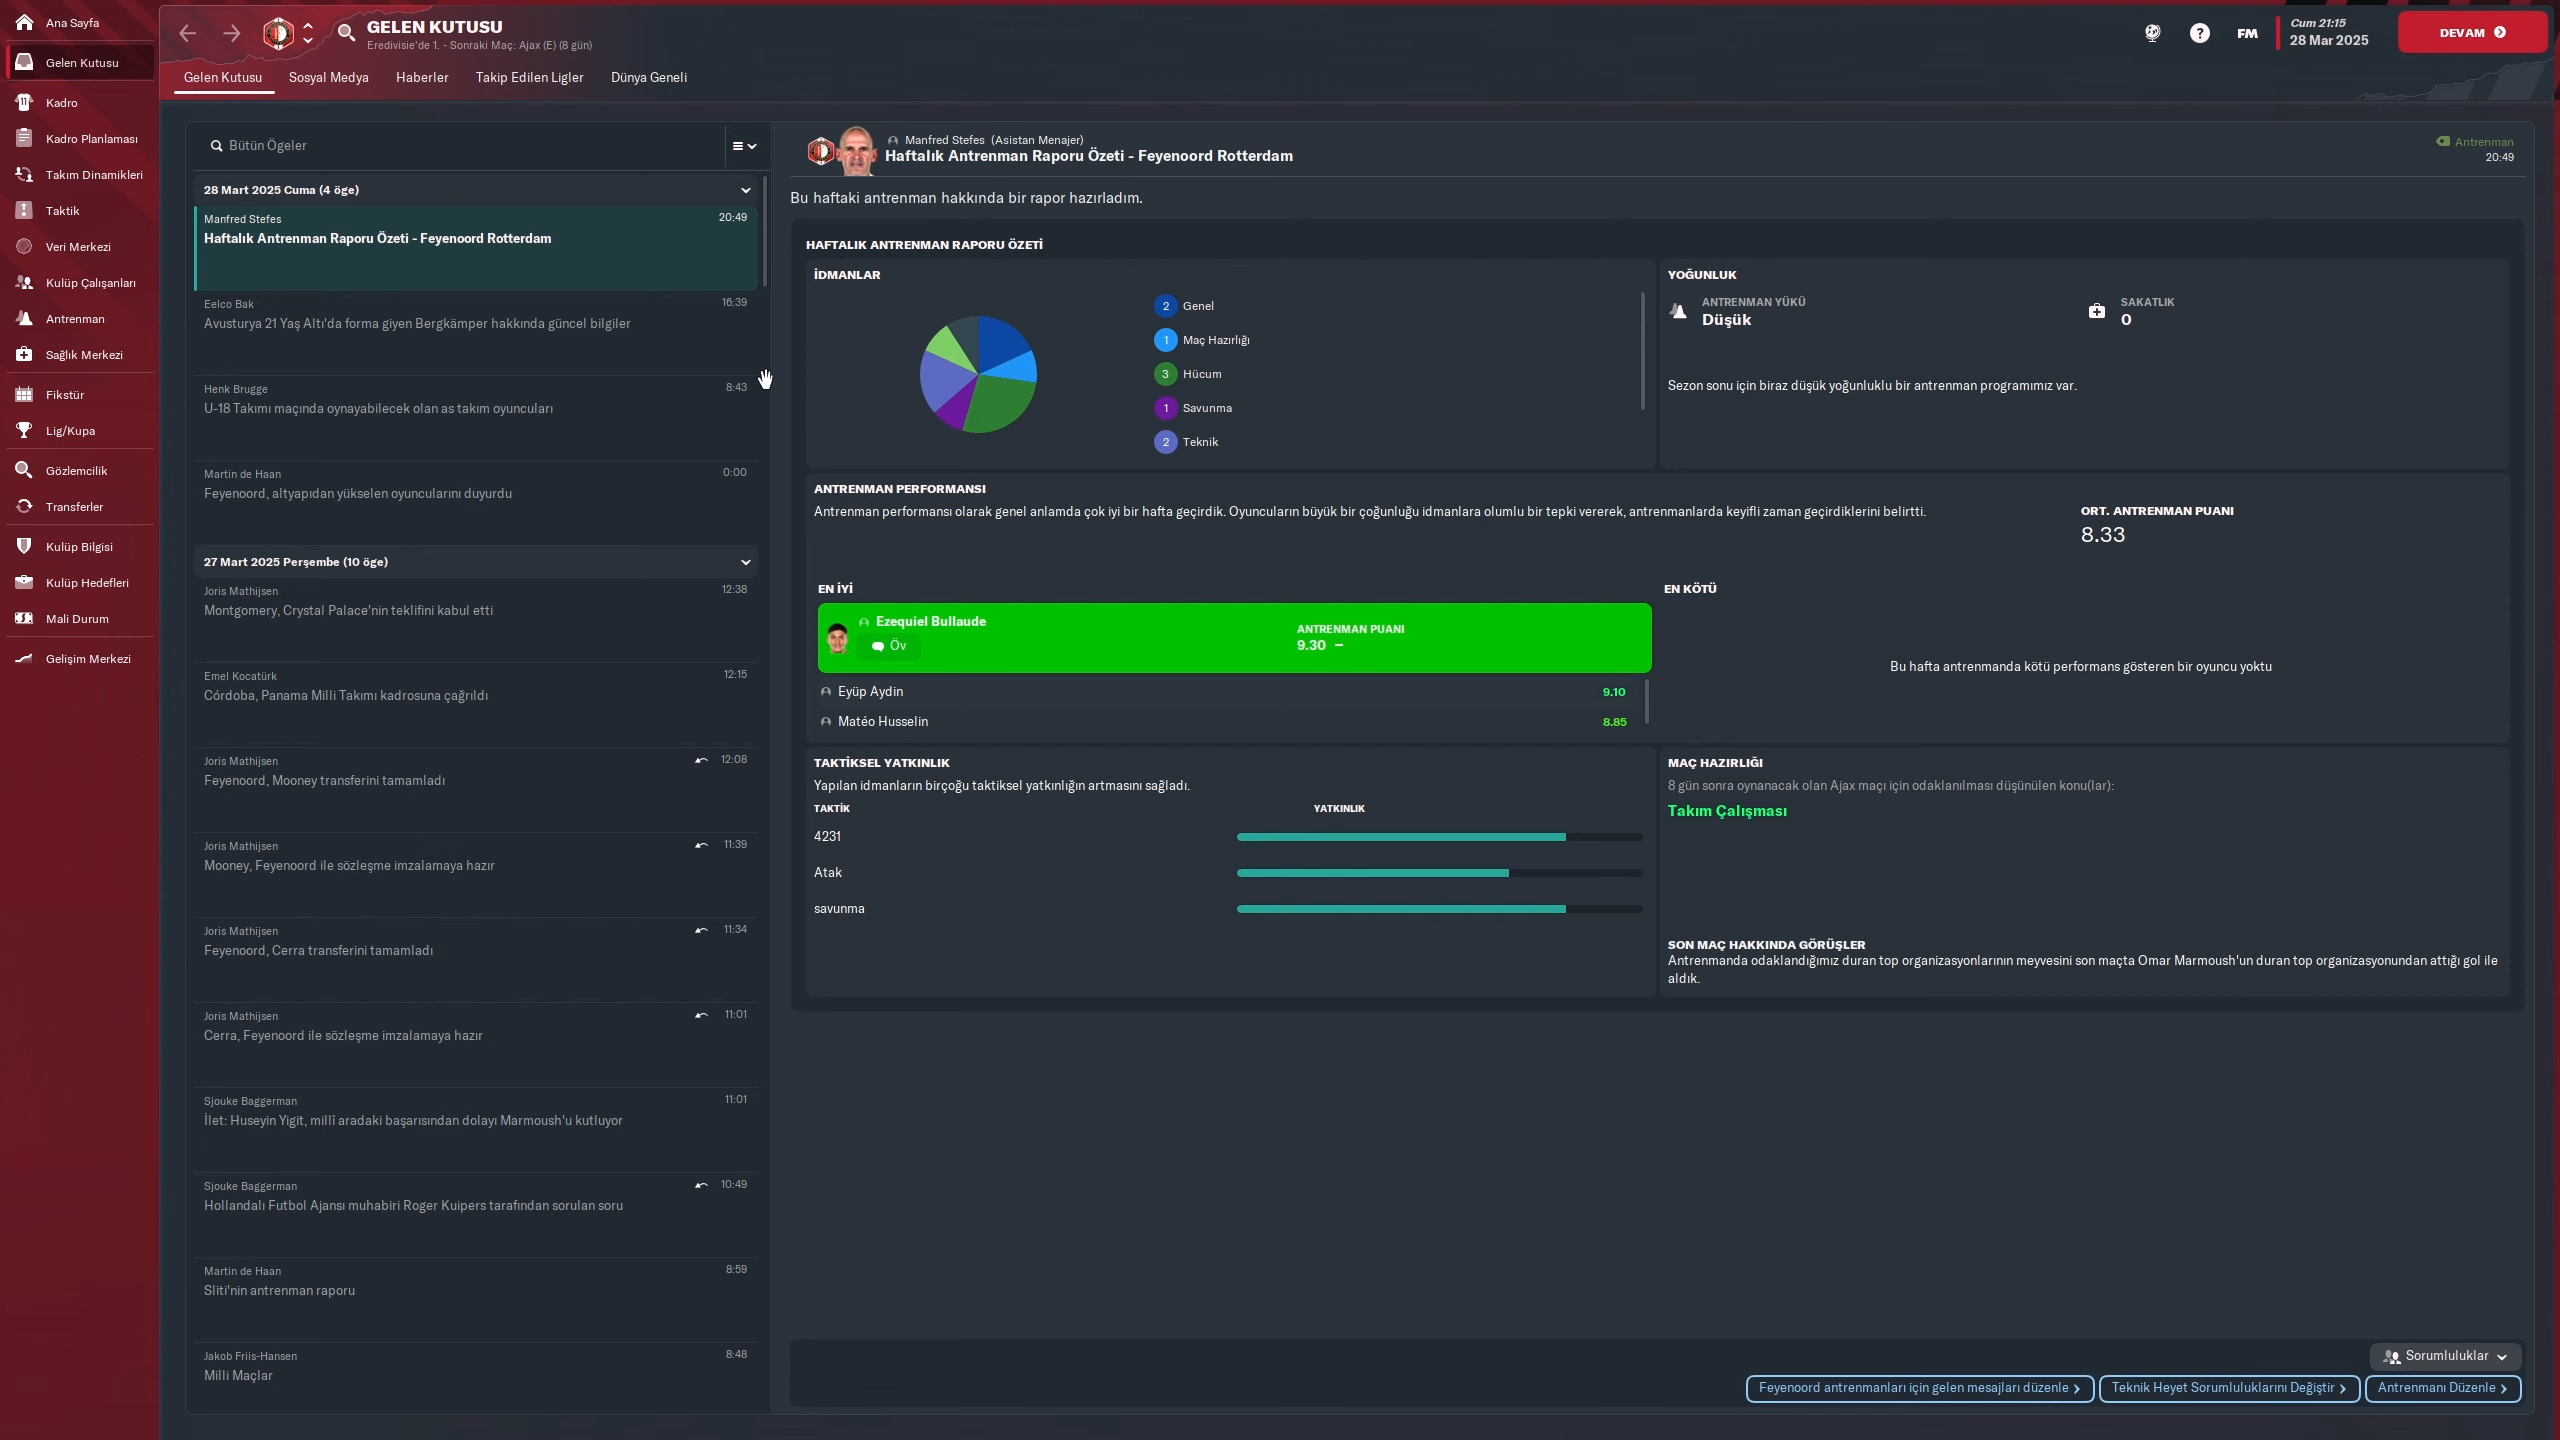 Ana Sayfa
Gelen Kutusu
Kadro
Kadro Planlaması
Takım Dinamikleri
Taktik
Veri Merkezi
Kulüp Çalışanları
Antrenman
Sağlık Merkezi
Fikstür
Lig/Kupa
Gözlemcilik
Transferler
Kulüp Bilgisi
Kulüp Hedefleri
Mali Durum
Gelişim Merkezi
GELEN KUTUSU
Eredivisie'de 1. - Sonraki Maç: Ajax (E) (8 gün)
FM
Cum 21:15
28 Mar 2025
DEVAM
Gelen Kutusu Sosyal Medya Haberler Takip Edilen Ligler Dünya Geneli
Bütün Ögeler
28 Mart 2025 Cuma (4 öge)
Manfred Stefes 20:49
Haftalık Antrenman Raporu Özeti - Feyenoord Rotterdam
Eelco Bak 16:39
Avusturya 21 Yaş Altı'da forma giyen Bergkämper hakkında güncel bilgiler
Henk Brugge 8:43
U-18 Takımı maçında oynayabilecek olan as takım oyuncuları
Martin de Haan 0:00
Feyenoord, altyapıdan yükselen oyuncularını duyurdu
27 Mart 2025 Perşembe (10 öge)
Joris Mathijsen 12:38
Montgomery, Crystal Palace'nin teklifini kabul etti
Emel Kocatürk 12:15
Córdoba, Panama Milli Takımı kadrosuna çağrıldı
Joris Mathijsen 12:08
Feyenoord, Mooney transferini tamamladı
Joris Mathijsen 11:39
Mooney, Feyenoord ile sözleşme imzalamaya hazır
Joris Mathijsen 11:34
Feyenoord, Cerra transferini tamamladı
Joris Mathijsen 11:01
Cerra, Feyenoord ile sözleşme imzalamaya hazır
Sjouke Baggerman 11:01
İlet: Huseyin Yigit, millî aradaki başarısından dolayı Marmoush'u kutluyor
Sjouke Baggerman 10:49
Hollandalı Futbol Ajansı muhabiri Roger Kuipers tarafından sorulan soru
Martin de Haan 8:59
Sliti'nin antrenman raporu
Jakob Friis-Hansen 8:48
Milli Maçlar
Manfred Stefes (Asistan Menajer)
Haftalık Antrenman Raporu Özeti - Feyenoord Rotterdam
Antrenman
20:49
Bu haftaki antrenman hakkında bir rapor hazırladım.
HAFTALIK ANTRENMAN RAPORU ÖZETİ
İDMANLAR
2 Genel
1 Maç Hazırlığı
3 Hücum
1 Savunma
2 Teknik
YOĞUNLUK
ANTRENMAN YÜKÜ
Düşük
SAKATLIK
0
Sezon sonu için biraz düşük yoğunluklu bir antrenman programımız var.
ANTRENMAN PERFORMANSI
Antrenman performansı olarak genel anlamda çok iyi bir hafta geçirdik. Oyuncuların büyük bir çoğunluğu idmanlara olumlu bir tepki vererek, antrenmanlarda keyifli zaman geçirdiklerini belirtti.
ORT. ANTRENMAN PUANI
8.33
EN İYİ
Ezequiel Bullaude
Öv
ANTRENMAN PUANI
9.30 –
Eyüp Aydin 9.10
Matéo Husselin 8.85
EN KÖTÜ
Bu hafta antrenmanda kötü performans gösteren bir oyuncu yoktu
TAKTİKSEL YATKINLIK
Yapılan idmanların birçoğu taktiksel yatkınlığın artmasını sağladı.
TAKTİK YATKINLIK
4231
Atak
savunma
MAÇ HAZIRLIĞI
8 gün sonra oynanacak olan Ajax maçı için odaklanılması düşünülen konu(lar):
Takım Çalışması
SON MAÇ HAKKINDA GÖRÜŞLER
Antrenmanda odaklandığımız duran top organizasyonlarının meyvesini son maçta Omar Marmoush'un duran top organizasyonundan attığı gol ile
aldık.
Sorumluluklar
Feyenoord antrenmanları için gelen mesajları düzenle
Teknik Heyet Sorumluluklarını Değiştir
Antrenmanı Düzenle